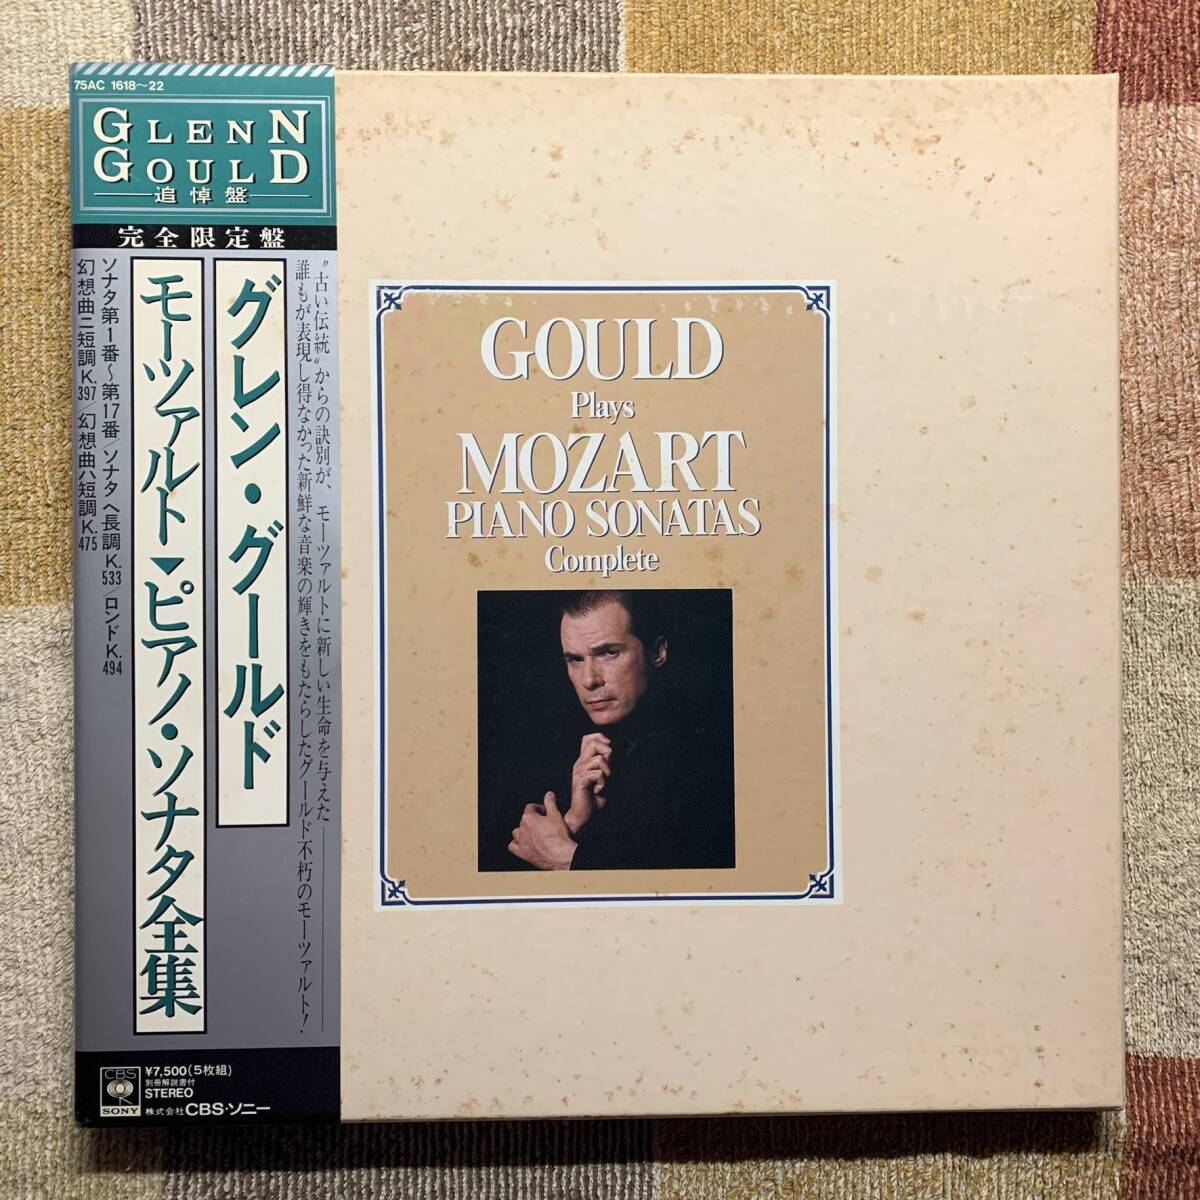 75AC 1618〜22
GLENN
GOULD
追悼盤
完全限定盤
“古い伝統”からの訣別が、モーツァルトに新しい生命を与えた――
誰もが表現し得なかった新鮮な音楽の輝きをもたらしたグールド不朽のモーツァルト!
グレン・グールド
モーツァルト▼ピアノ・ソナタ全集
ソナタ第1番〜第17番/ソナタヘ長調K.533/ロンドK.494
幻想曲ニ短調K.397/幻想曲ハ短調K.475
CBS
SONY
¥7,500(5枚組)
別冊解説書付
STEREO
株式会社CBS・ソニー
GOULD
Plays
MOZART
PIANO SONATAS
Complete